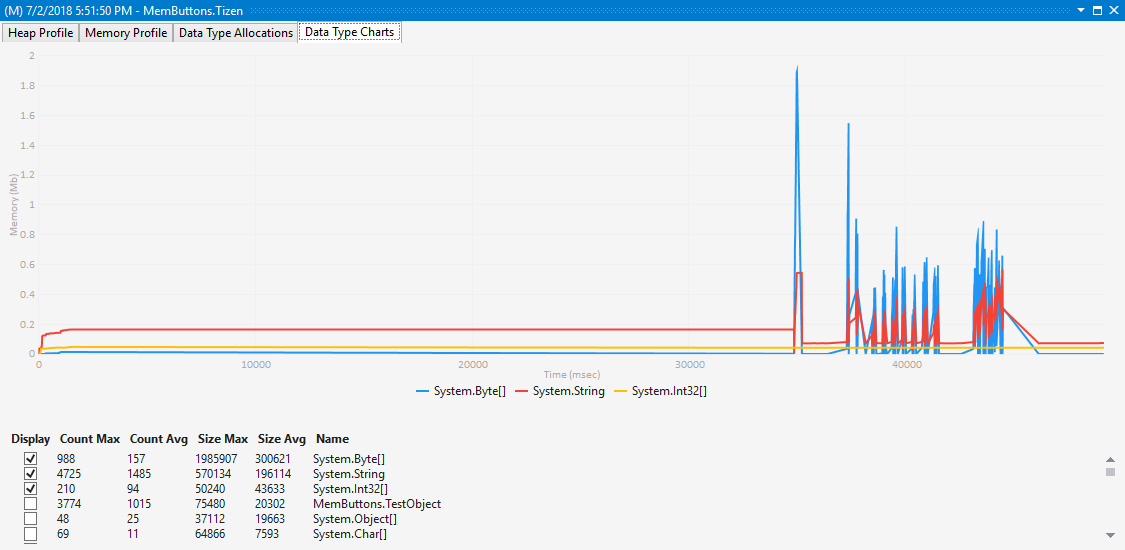 (M) 7/2/2018 5:51:50 PM - MemButtons.Tizen
Heap Profile Memory Profile Data Type Allocations Data Type Charts
2
1.8
1.6
1.4
1.2
1
0.8
0.6
0.4
0.2
0
Memory (Mb)
0 10000 20000 30000 40000
Time (msec)
System.Byte[] System.String System.Int32[]
Display Count Max Count Avg Size Max Size Avg Name
988 157 1985907 300621 System.Byte[]
4725 1485 570134 196114 System.String
210 94 50240 43633 System.Int32[]
3774 1015 75480 20302 MemButtons.TestObject
48 25 37112 19663 System.Object[]
69 11 64866 7593 System.Char[]